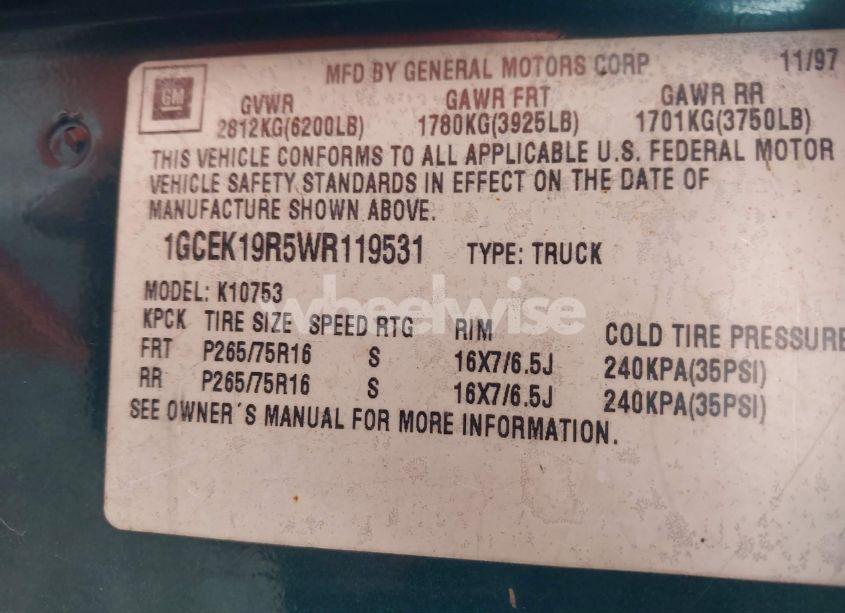 GM
MFD BY GENERAL MOTORS CORP 11/97
GVWR GAWR FRT GAWR RR
2812KG(6200LB) 1780KG(3925LB) 1701KG(3750LB)
THIS VEHICLE CONFORMS TO ALL APPLICABLE U.S. FEDERAL MOTOR
VEHICLE SAFETY STANDARDS IN EFFECT ON THE DATE OF
MANUFACTURE SHOWN ABOVE.
1GCEK19R5WR119531 TYPE: TRUCK
MODEL: K10753
wheelwise
KPCK TIRE SIZE SPEED RTG RIM COLD TIRE PRESSURE
FRT P265/75R16 S 16X7/6.5J 240KPA(35PSI)
RR P265/75R16 S 16X7/6.5J 240KPA(35PSI)
SEE OWNER'S MANUAL FOR MORE INFORMATION.